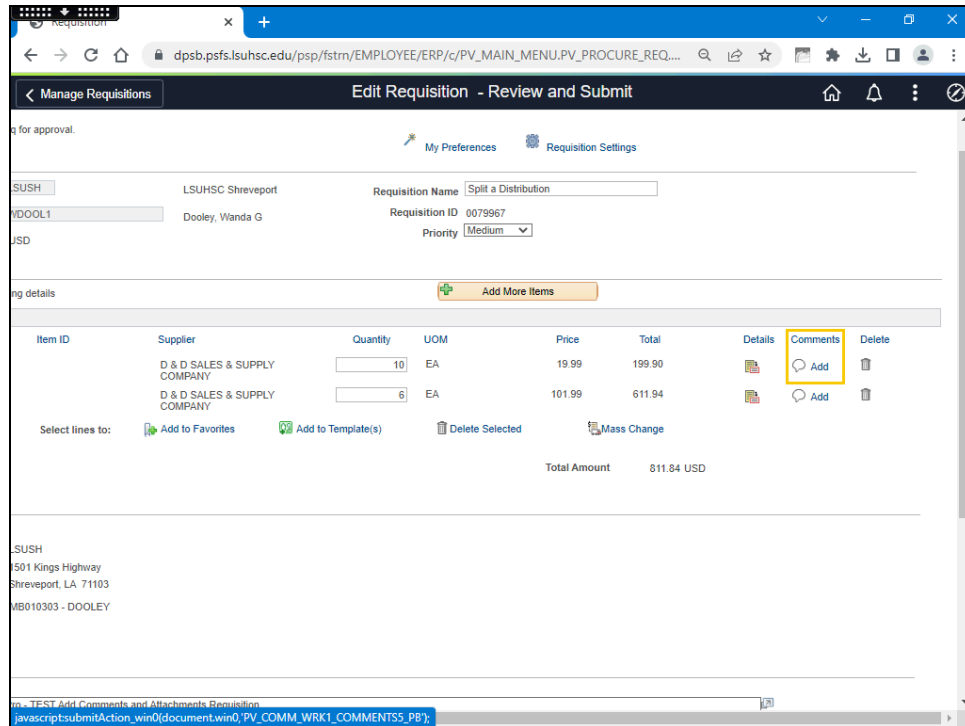 Requisition
dpsb.psfs.lsuhsc.edu/psp/fstrn/EMPLOYEE/ERP/c/PV_MAIN_MENU.PV_PROCURE_REQ....
Manage Requisitions
Edit Requisition - Review and Submit
q for approval.
My Preferences
Requisition Settings
LSUSH
LSUHSC Shreveport
Requisition Name Split a Distribution
WDOOL1
Dooley, Wanda G
Requisition ID 0079967
USD
Priority Medium
ng details
Add More Items
Item ID Supplier Quantity UOM Price Total Details Comments Delete
D & D SALES & SUPPLY COMPANY 10 EA 19.99 199.90 Add
D & D SALES & SUPPLY COMPANY 6 EA 101.99 611.94 Add
Select lines to: Add to Favorites Add to Template(s) Delete Selected Mass Change
Total Amount 811.84 USD
LSUSH
1501 Kings Highway
Shreveport, LA 71103
MB010303 - DOOLEY
ro - TEST Add Comments and Attachments Requisition
javascript:submitAction_win0(document.win0,'PV_COMM_WRK1_COMMENTS5_PB');